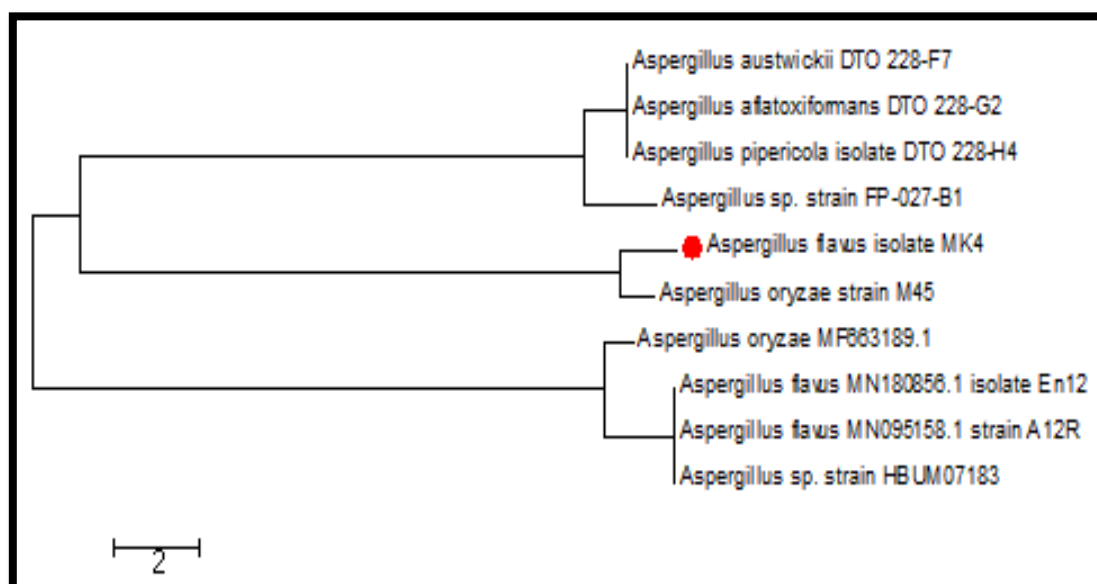 Aspergillus austwickii DTO 228-F7
Aspergillus aflatoxiformans DTO 228-G2
Aspergillus pipericola isolate DTO 228-H4
Aspergillus sp. strain FP-027-B1
Aspergillus flavus isolate MK4
Aspergillus oryzae strain M45
Aspergillus oryzae MF663189.1
Aspergillus flavus MN180856.1 isolate En12
Aspergillus flavus MN095158.1 strain A12R
Aspergillus sp. strain HBUM07183
2